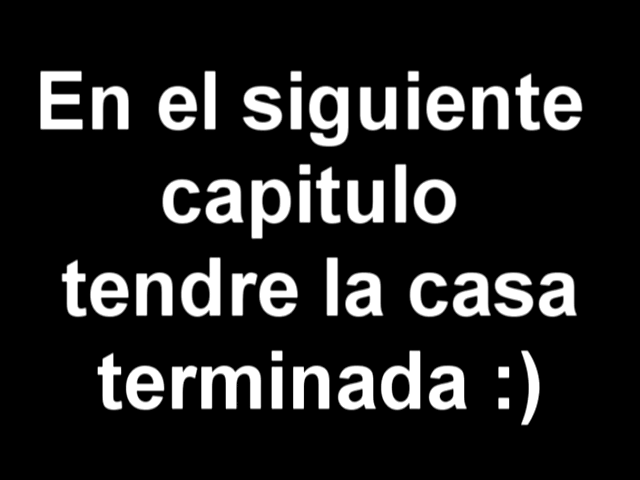 En el siguiente
capitulo
tendre la casa
terminada :)